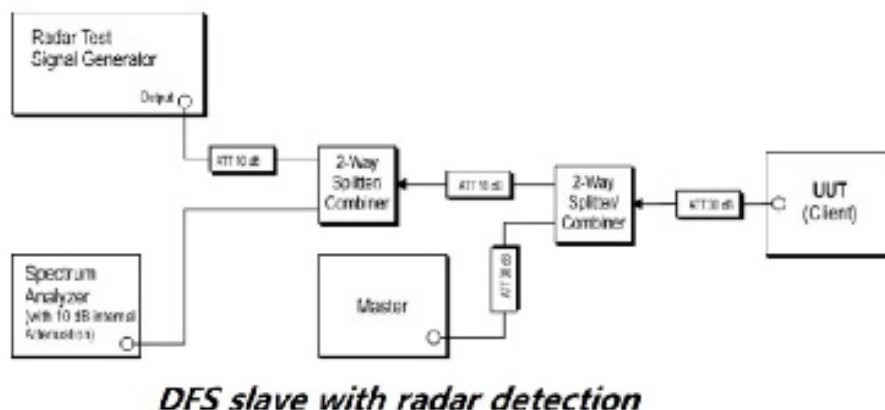 Radar Test
Signal Generator
Output
ATT 10 dB
2-Way
Splitter/
Combiner
ATT 10 dB
2-Way
Splitter/
Combiner
ATT 30 dB
UUT
(Client)
Spectrum
Analyzer
(with 10 dB internal
Attenuation)
Master
ATT 30 dB
DFS slave with radar detection